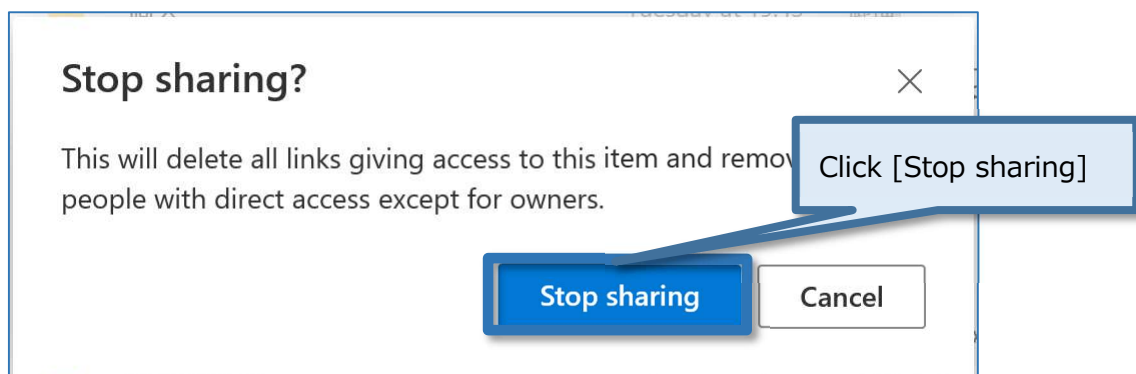 Stop sharing?
This will delete all links giving access to this item and
people with direct access except for owners.
Click [Stop sharing]
Stop sharing
Cancel